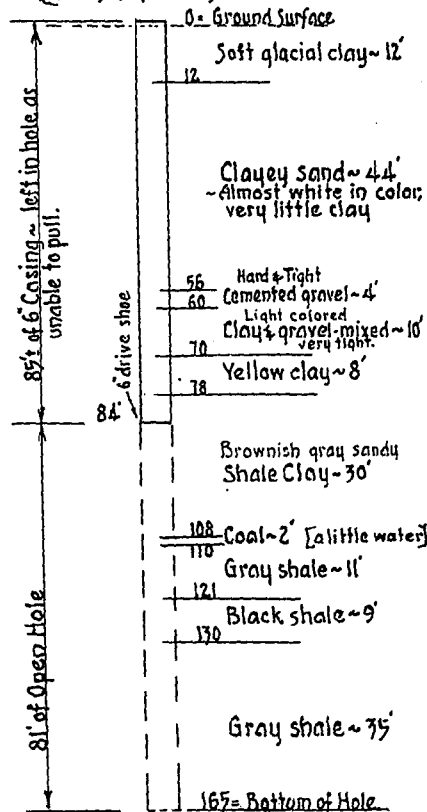 0 = Ground Surface
Soft glacial clay ~ 12'
12
Clayey sand ~ 44'
~ Almost white in color,
very little clay
85'± of 6" Casing ~ left in hole as
unable to pull.
56
Hard & Tight
Cemented gravel ~ 4'
60
Light colored
Clay & gravel-mixed ~ 10'
very tight.
70
Yellow clay ~ 8'
78
6" drive shoe
84'
Brownish gray sandy
Shale Clay ~ 30'
108
Coal ~ 2' [a little water]
110
Gray shale ~ 11'
121
Black shale ~ 9'
130
81' of Open Hole
Gray shale ~ 35'
165 = Bottom of Hole